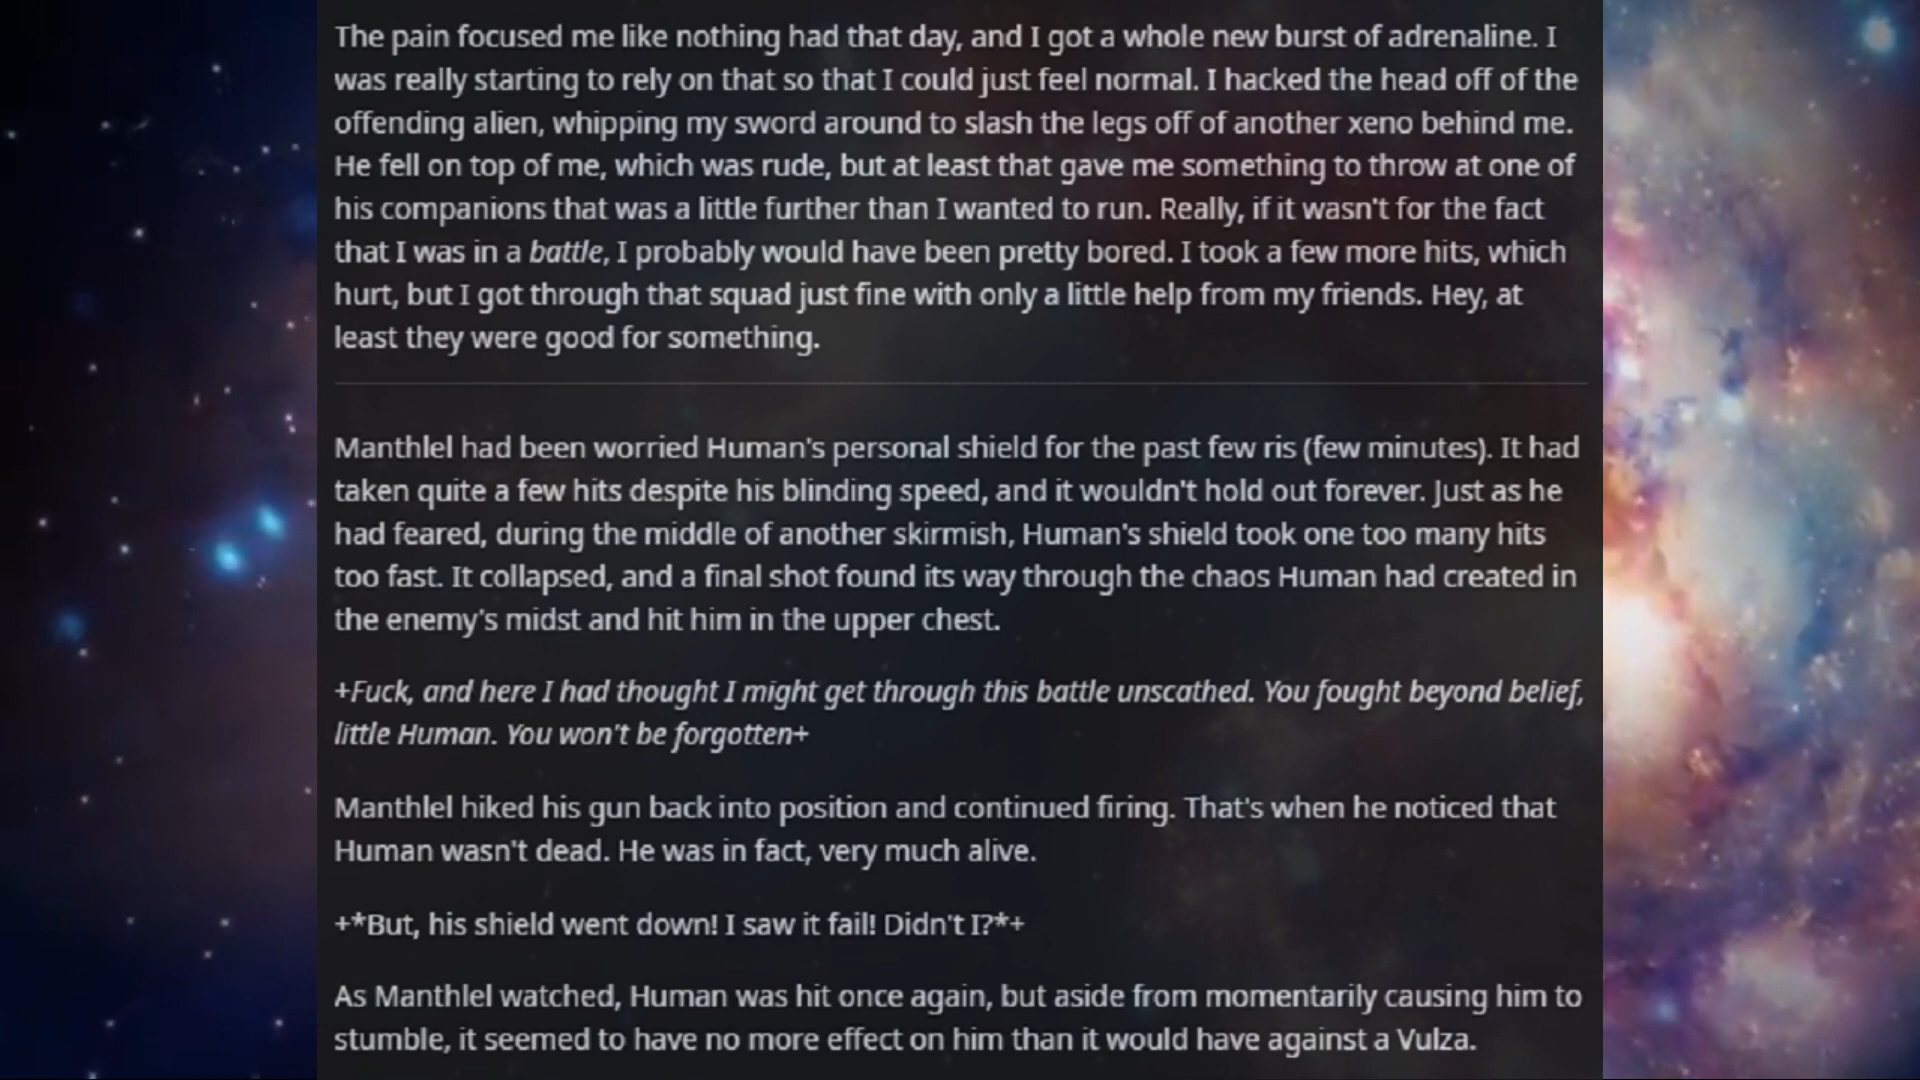 The pain focused me like nothing had that day, and I got a whole new burst of adrenaline. I
was really starting to rely on that so that I could just feel normal. I hacked the head off of the
offending alien, whipping my sword around to slash the legs off of another xeno behind me.
He fell on top of me, which was rude, but at least that gave me something to throw at one of
his companions that was a little further than I wanted to run. Really, if it wasn't for the fact
that I was in a battle, I probably would have been pretty bored. I took a few more hits, which
hurt, but I got through that squad just fine with only a little help from my friends. Hey, at
least they were good for something.
Manthlel had been worried Human's personal shield for the past few ris (few minutes). It had
taken quite a few hits despite his blinding speed, and it wouldn't hold out forever. Just as he
had feared, during the middle of another skirmish, Human's shield took one too many hits
too fast. It collapsed, and a final shot found its way through the chaos Human had created in
the enemy's midst and hit him in the upper chest.
+Fuck, and here I had thought I might get through this battle unscathed. You fought beyond belief,
little Human. You won't be forgotten+
Manthlel hiked his gun back into position and continued firing. That's when he noticed that
Human wasn't dead. He was in fact, very much alive.
+*But, his shield went down! I saw it fail! Didn't I?*+
As Manthlel watched, Human was hit once again, but aside from momentarily causing him to
stumble, it seemed to have no more effect on him than it would have against a Vulza.